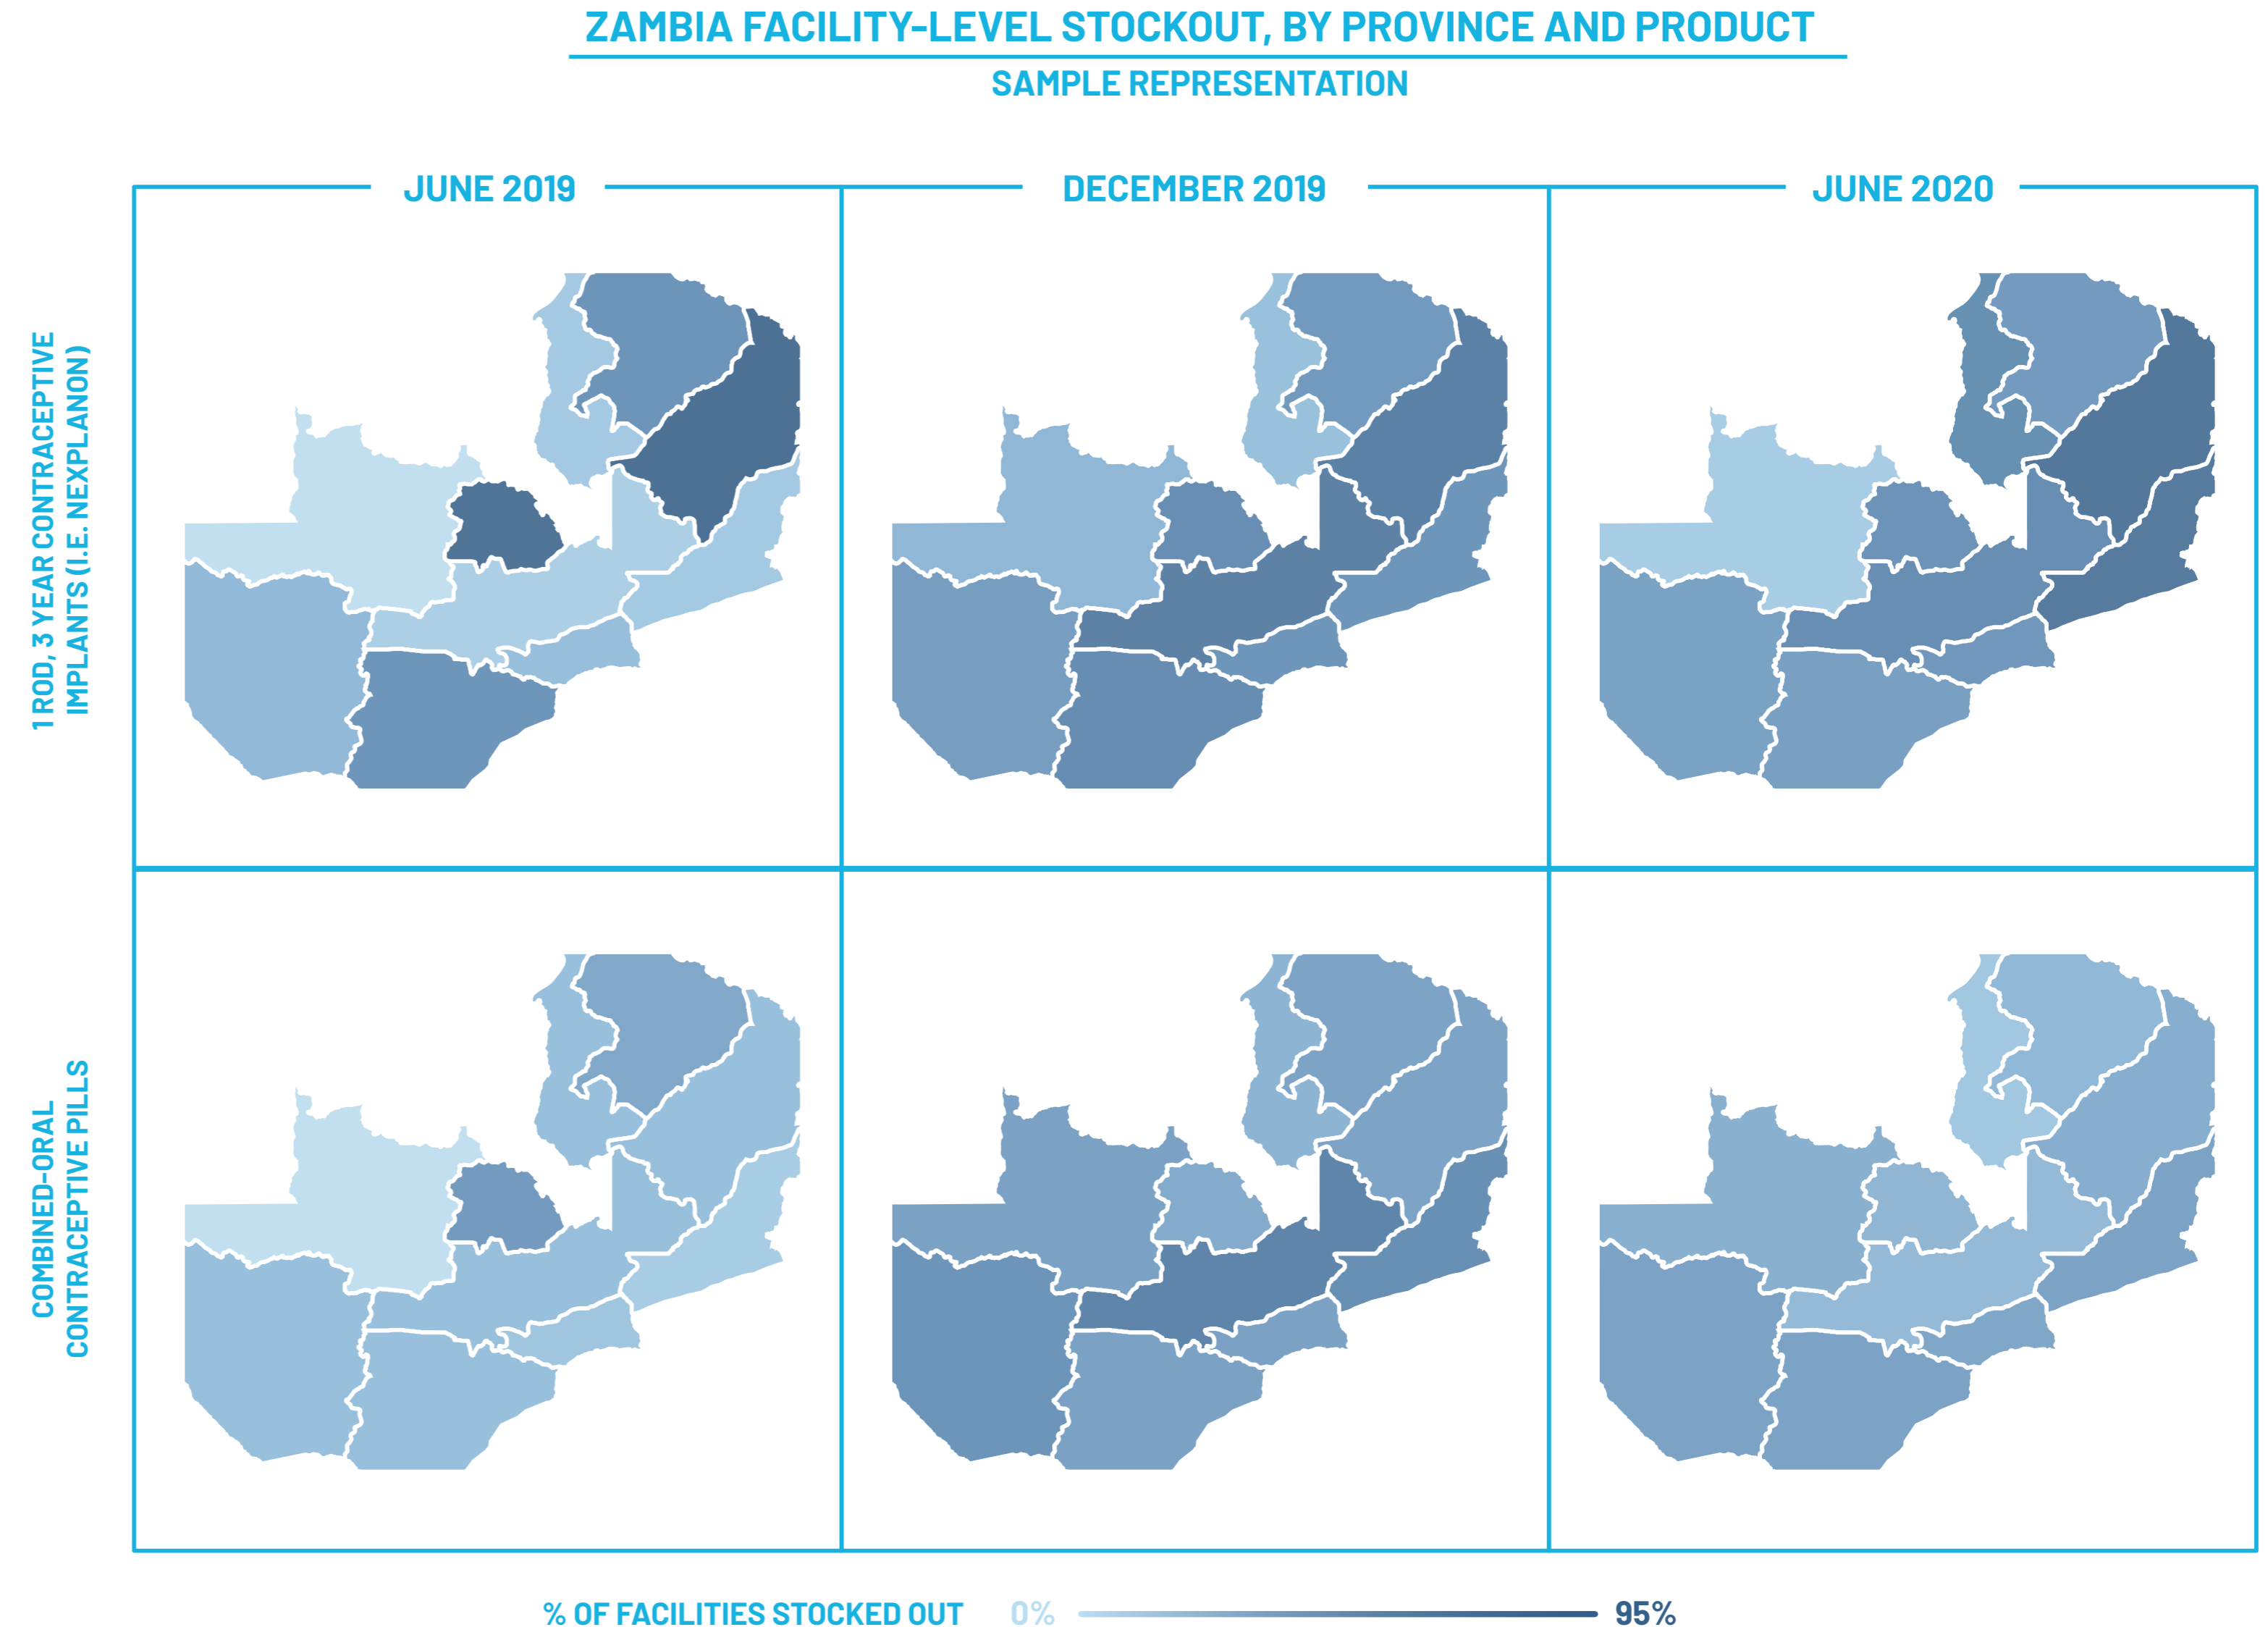 ZAMBIA FACILITY-LEVEL STOCKOUT, BY PROVINCE AND PRODUCT
SAMPLE REPRESENTATION
JUNE 2019
DECEMBER 2019
JUNE 2020
1 ROD, 3 YEAR CONTRACEPTIVE
IMPLANTS (I.E. NEXPLANON)
COMBINED-ORAL
CONTRACEPTIVE PILLS
% OF FACILITIES STOCKED OUT
0%
95%